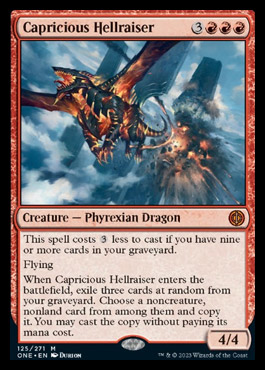 Capricious Hellraiser 3
Creature — Phyrexian Dragon
This spell costs 3 less to cast if you have nine
or more cards in your graveyard.
Flying
When Capricious Hellraiser enters the
battlefield, exile three cards at random from
your graveyard. Choose a noncreature,
nonland card from among them and copy
it. You may cast the copy without paying its
mana cost.
4/4
125/271 M
ONE • EN DIBUJON ™ & © 2023 Wizards of the Coast